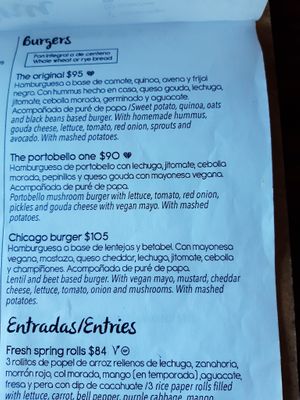 Burgers
Pan integral o de centeno
Whole wheat or rye bread
The original $95
Hamburguesa a base de camote, quinoa, avena y frijol
negro. Con hummus hecho en casa, queso gouda, lechuga,
jitomate, cebolla morada, germinado y aguacate.
Acompañada de puré de papa /Sweet potato, quinoa, oats
and black beans based burger. With homemade hummus,
gouda cheese, lettuce, tomato, red onion, sprouts and
avocado. With mashed potatoes.
The portobello one $90
Hamburguesa de portobello con lechuga, jitomate, cebolla
morada, pepinillos y queso gouda con mayonesa vegana.
Acompañada de puré de papa.
Portobello mushroom burger with lettuce, tomato, red onion,
pickles and gouda cheese with vegan mayo. With mashed
potatoes.
Chicago burger $105
Hamburguesa a base de lentejas y betabel. Con mayonesa
vegana, mostaza, queso cheddar, lechuga, jitomate, cebolla
y champiñones. Acompañada de puré de papa.
Lentil and beet based burger. With vegan mayo, mustard, cheddar
cheese, lettuce, tomato, onion and mushrooms. With mashed
potatoes.
Entradas/Entries
Fresh spring rolls $84
3 rollitos de papel de arroz rellenos de lechuga, zanahoria,
morrón rojo, col morada, mango (en temporada), aguacate,
fresa y pera con dip de cacahuate /3 rice paper rolls filled
with lettuce, carrot, bell pepper, purple cabbage, mango